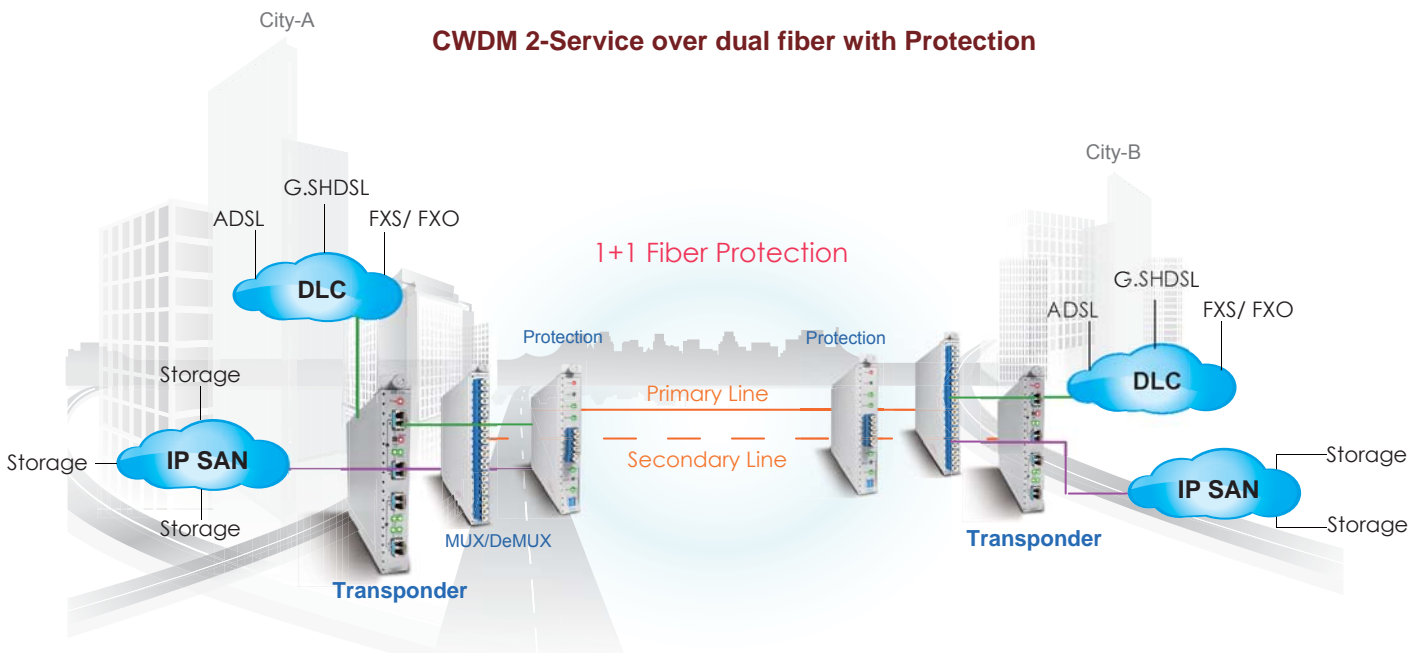 City-A
CWDM 2-Service over dual fiber with Protection
City-B
G.SHDSL
ADSL
FXS/ FXO
DLC
1+1 Fiber Protection
G.SHDSL
ADSL
FXS/ FXO
DLC
Protection
Protection
Storage
Primary Line
Storage
IP SAN
Secondary Line
Storage
Storage
IP SAN
Storage
MUX/DeMUX
Transponder
Transponder